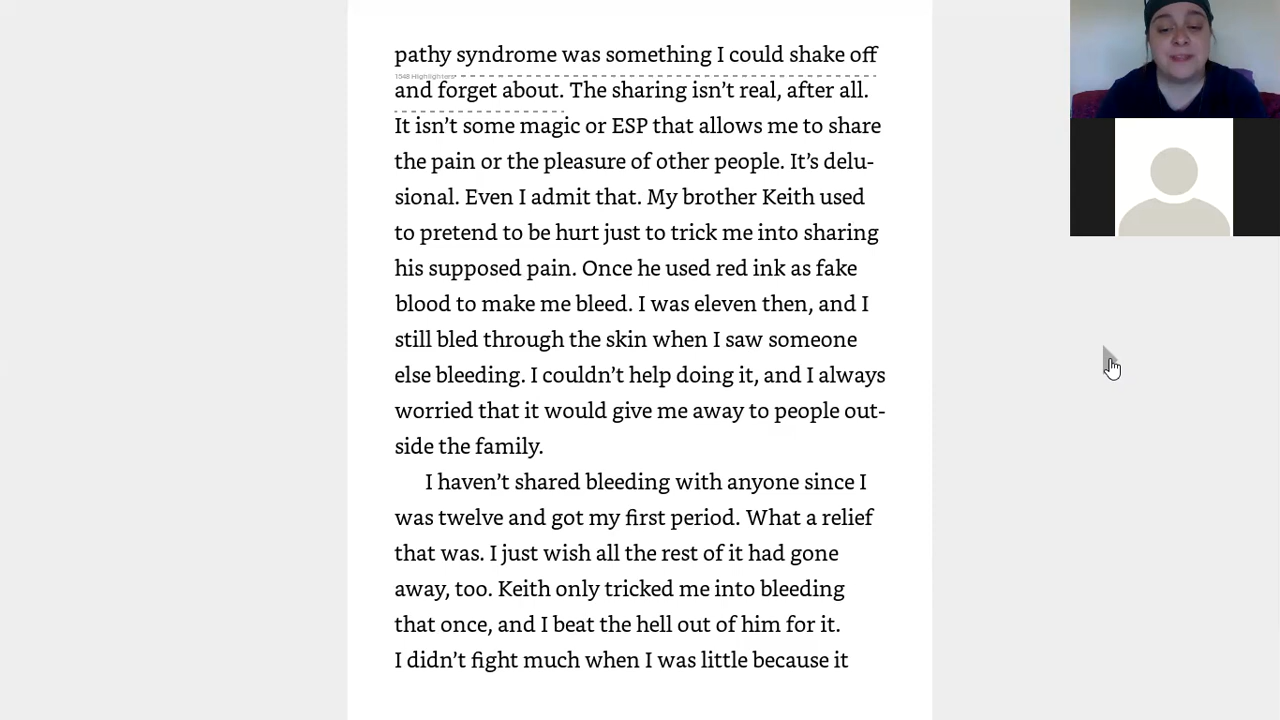 pathy syndrome was something I could shake off
1548 Highlighters
and forget about. The sharing isn’t real, after all.
It isn’t some magic or ESP that allows me to share
the pain or the pleasure of other people. It’s delu-
sional. Even I admit that. My brother Keith used
to pretend to be hurt just to trick me into sharing
his supposed pain. Once he used red ink as fake
blood to make me bleed. I was eleven then, and I
still bled through the skin when I saw someone
else bleeding. I couldn’t help doing it, and I always
worried that it would give me away to people out-
side the family.
I haven’t shared bleeding with anyone since I
was twelve and got my first period. What a relief
that was. I just wish all the rest of it had gone
away, too. Keith only tricked me into bleeding
that once, and I beat the hell out of him for it.
I didn’t fight much when I was little because it